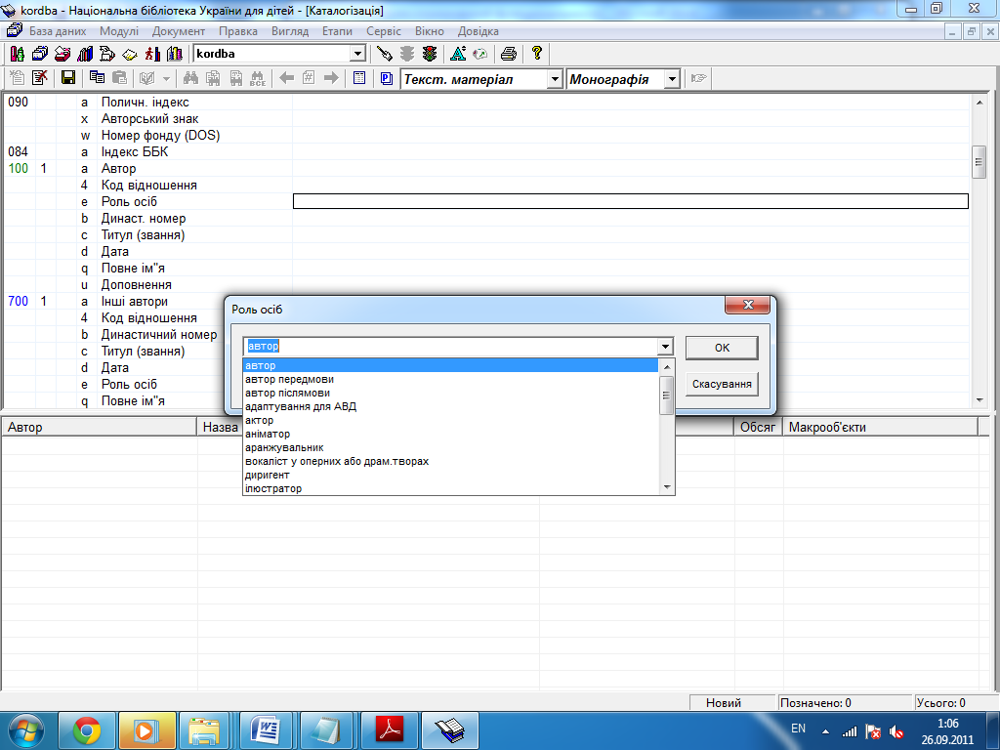 kordba - Національна бібліотека України для дітей - [Каталогізація]
База даних Модулі Документ Правка Вигляд Етапи Сервіс Вікно Довідка
kordba
Текст. матеріал Монографія
090 a Поличн. індекс
x Авторський знак
w Номер фонду (DOS)
084 a Індекс ББК
100 1 a Автор
4 Код відношення
e Роль осіб
b Династ. номер
c Титул (звання)
d Дата
q Повне ім"я
u Доповнення
700 1 a Інші автори
4 Код відношення
b Династичний номер
c Титул (звання)
d Дата
e Роль осіб
q Повне ім"я
Роль осіб
автор
OK
Скасування
автор
автор передмови
автор післямови
адаптування для АВД
актор
аніматор
аранжувальник
вокаліст у оперних або драм.творах
диригент
ілюстратор
Автор Назва Обсяг Макрооб'єкти
Новий Позначено: 0 Усього: 0
EN
1:06
26.09.2011